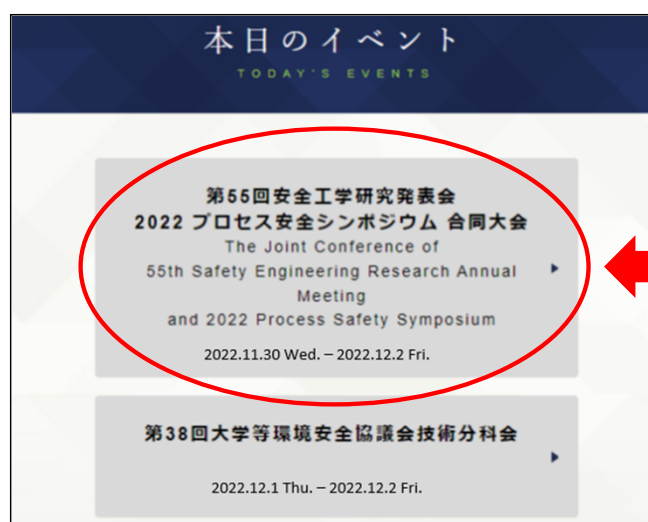 本日のイベント
TODAY'S EVENTS
第55回安全工学研究発表会
2022 プロセス安全シンポジウム 合同大会
The Joint Conference of
55th Safety Engineering Research Annual
Meeting
and 2022 Process Safety Symposium
2022.11.30 Wed. – 2022.12.2 Fri.
第38回大学等環境安全協議会技術分科会
2022.12.1 Thu. – 2022.12.2 Fri.